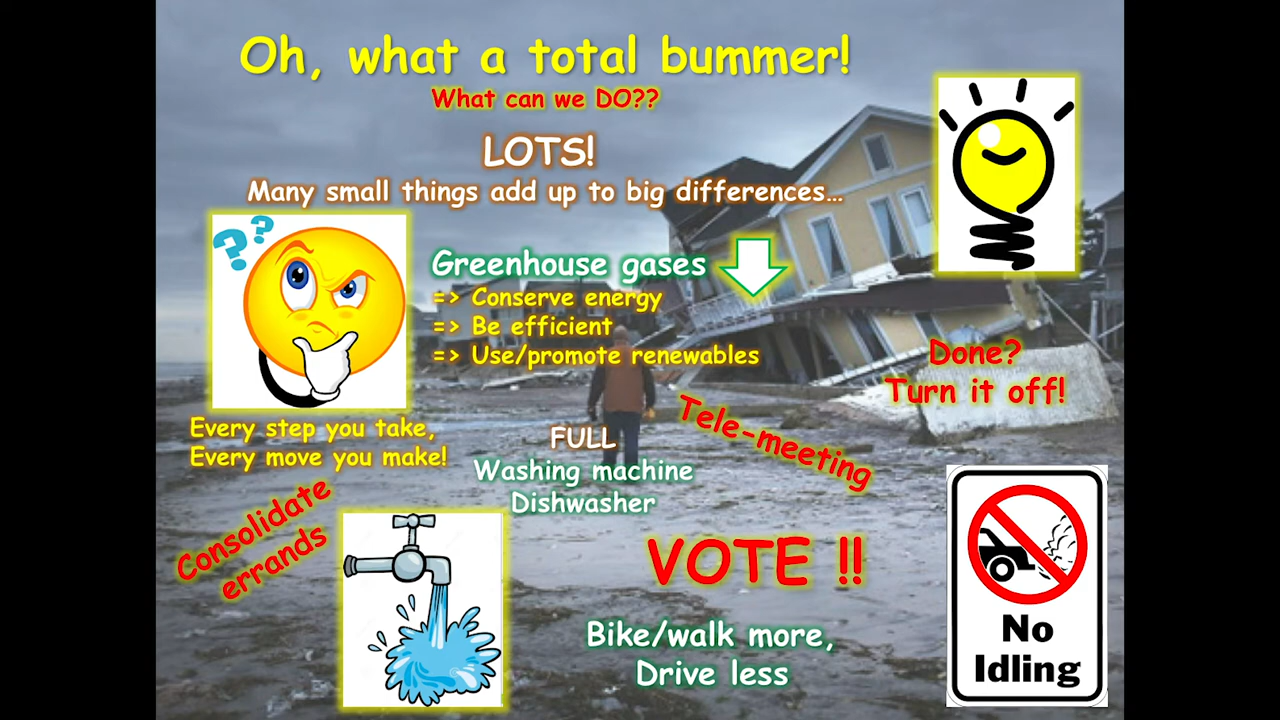 Oh, what a total bummer!
What can we DO??
LOTS!
Many small things add up to big differences…
??
Greenhouse gases
=> Conserve energy
=> Be efficient
=> Use/promote renewables
Done?
Turn it off!
Every step you take,
Every move you make!
FULL
Washing machine
Dishwasher
Tele-meeting
Consolidate
errands
VOTE !!
Bike/walk more,
Drive less
No
Idling